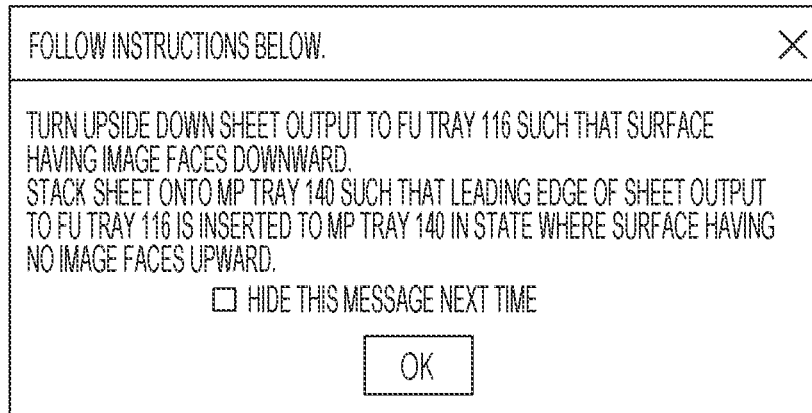 FOLLOW INSTRUCTIONS BELOW.
TURN UPSIDE DOWN SHEET OUTPUT TO FU TRAY 116 SUCH THAT SURFACE
HAVING IMAGE FACES DOWNWARD.
STACK SHEET ONTO MP TRAY 140 SUCH THAT LEADING EDGE OF SHEET OUTPUT
TO FU TRAY 116 IS INSERTED TO MP TRAY 140 IN STATE WHERE SURFACE HAVING
NO IMAGE FACES UPWARD.
HIDE THIS MESSAGE NEXT TIME
OK